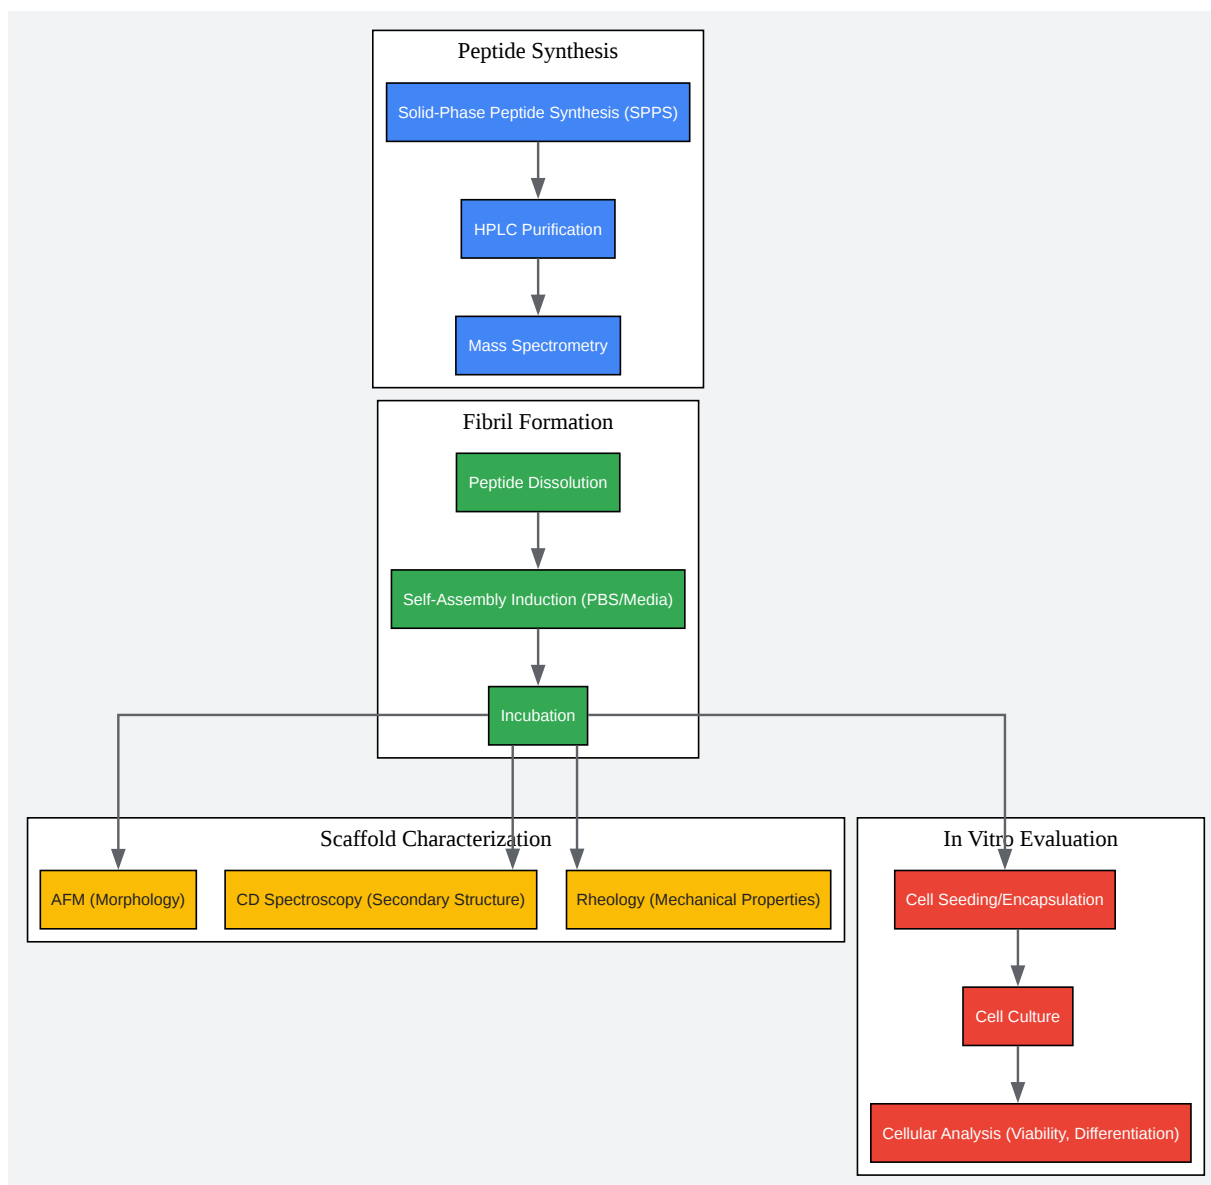 Peptide Synthesis
Solid-Phase Peptide Synthesis (SPPS)
HPLC Purification
Mass Spectrometry
Fibril Formation
Peptide Dissolution
Self-Assembly Induction (PBS/Media)
Incubation
Scaffold Characterization
AFM (Morphology)
CD Spectroscopy (Secondary Structure)
Rheology (Mechanical Properties)
In Vitro Evaluation
Cell Seeding/Encapsulation
Cell Culture
Cellular Analysis (Viability, Differentiation)